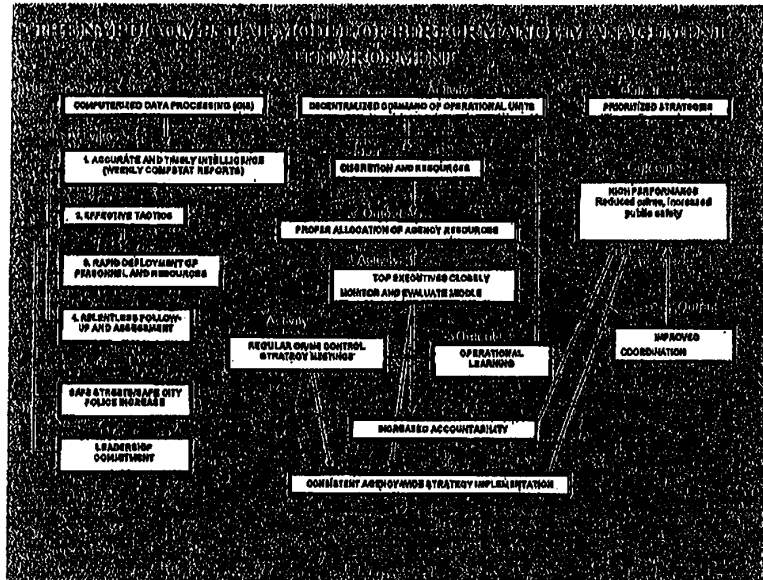 THE NYPD COMPSTAT MODEL OF PERFORMANCE MANAGEMENT
ENVIRONMENT
COMPUTERIZED DATA PROCESSING (GIS)
DECENTRALIZED COMMAND OF OPERATIONAL UNITS
PRIORITIZED STRATEGIES
1. ACCURATE AND TIMELY INTELLIGENCE
(WEEKLY COMPSTAT REPORTS)
DISCRETION AND RESOURCES
HIGH PERFORMANCE
Reduced crime, increased
public safety
2. EFFECTIVE TACTICS
PROPER ALLOCATION OF AGENCY RESOURCES
3. RAPID DEPLOYMENT OF
PERSONNEL AND RESOURCES
TOP EXECUTIVES CLOSELY
MONITOR AND EVALUATE MIDDLE
4. RELENTLESS FOLLOW-
UP AND ASSESSMENT
Activity
REGULAR CRIME CONTROL
STRATEGY MEETINGS
OPERATIONAL
LEARNING
IMPROVED
COORDINATION
SAFE STREETS/SAFE CITY
POLICE INCREASE
INCREASED ACCOUNTABILITY
LEADERSHIP
COMMITMENT
CONSISTENT AGENCY-WIDE STRATEGY IMPLEMENTATION